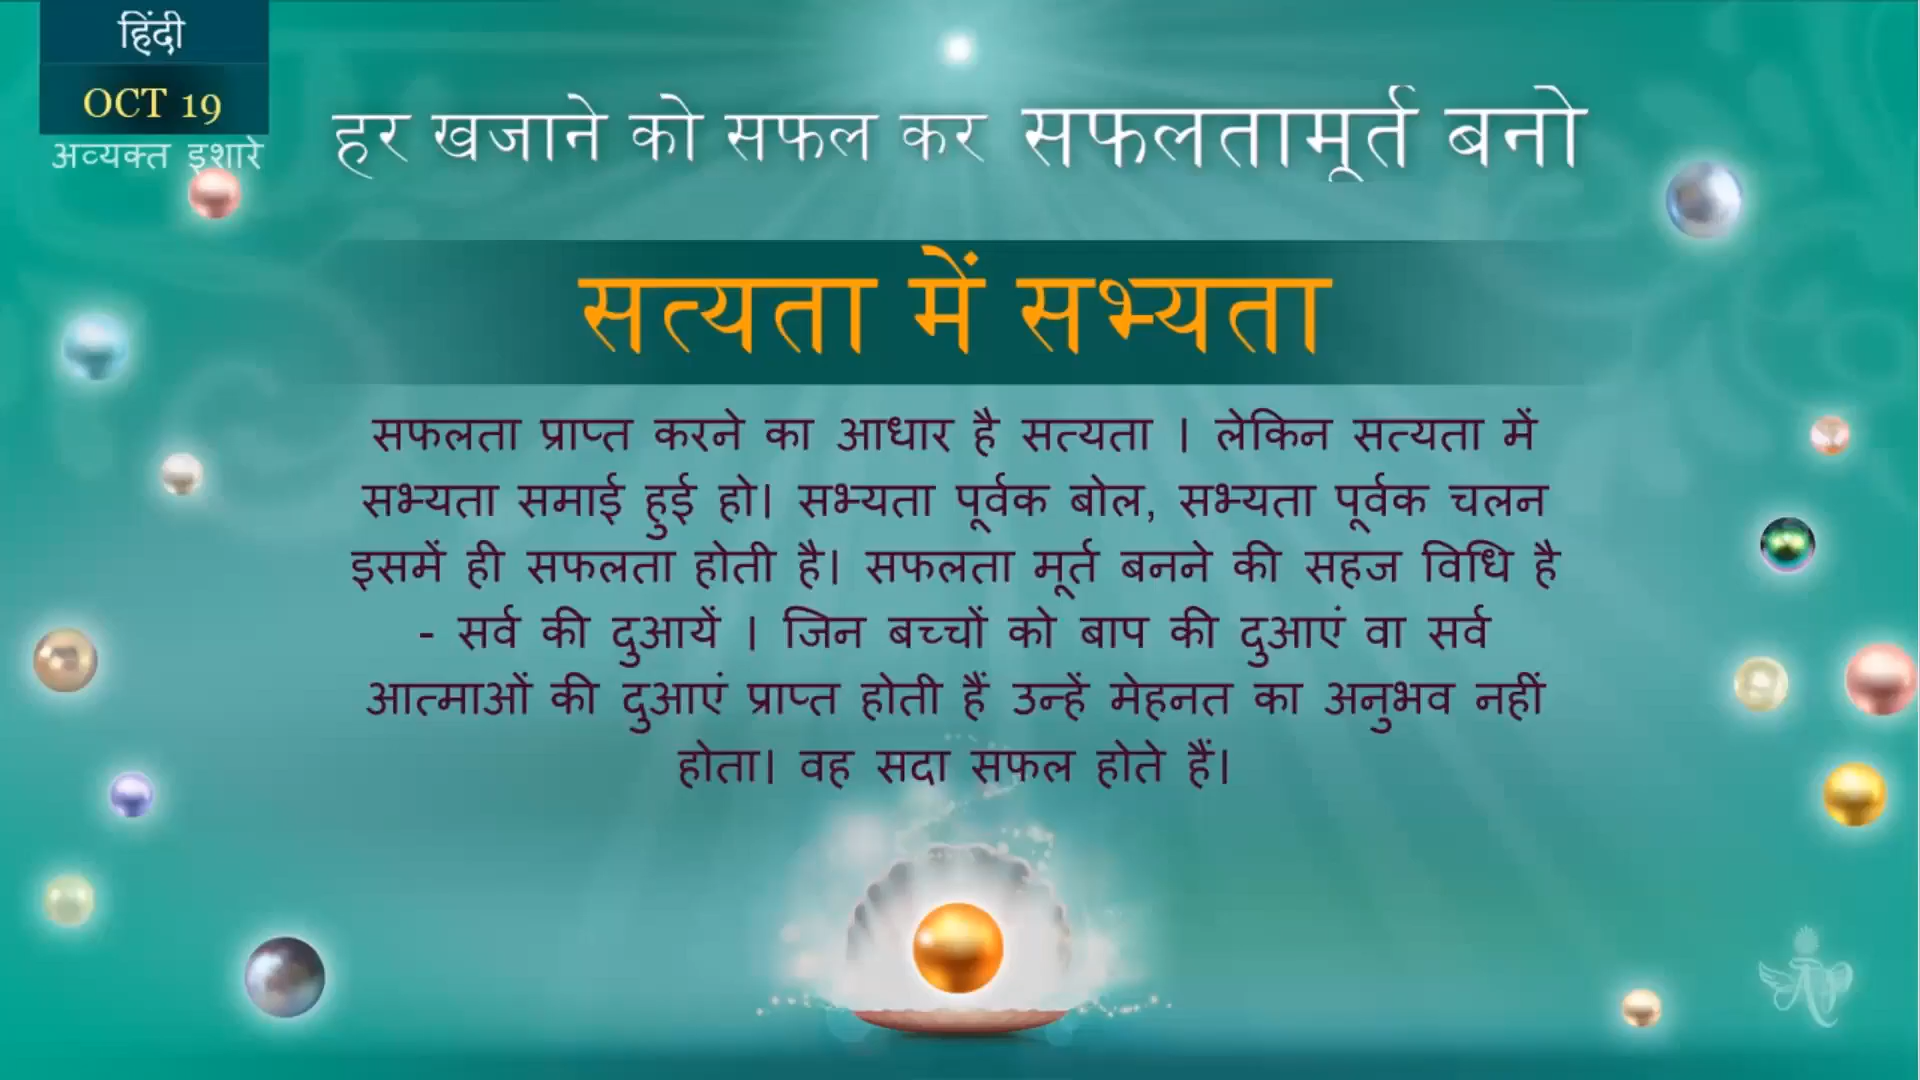 हिंदी
OCT 19
अव्यक्त इशारे
हर खजाने को सफल कर सफलतामूर्त बनो
सत्यता में सभ्यता
सफलता प्राप्त करने का आधार है सत्यता । लेकिन सत्यता में
सभ्यता समाई हुई हो। सभ्यता पूर्वक बोल, सभ्यता पूर्वक चलन
इसमें ही सफलता होती है। सफलता मूर्त बनने की सहज विधि है
- सर्व की दुआयें । जिन बच्चों को बाप की दुआएं वा सर्व
आत्माओं की दुआएं प्राप्त होती हैं उन्हें मेहनत का अनुभव नहीं
होता। वह सदा सफल होते हैं।